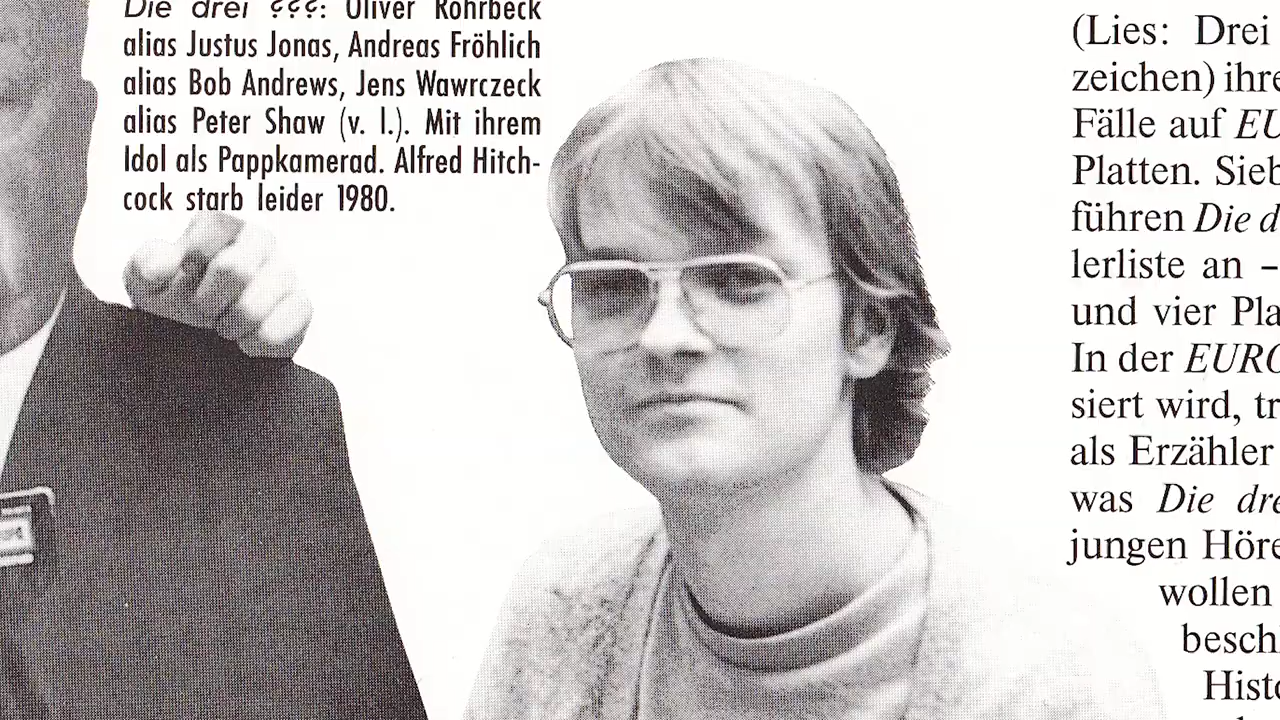 Die drei ???: Oliver Rohrbeck
alias Justus Jonas, Andreas Fröhlich
alias Bob Andrews, Jens Wawrczeck
alias Peter Shaw (v. l.). Mit ihrem
Idol als Pappkamerad. Alfred Hitch-
cock starb leider 1980.
(Lies: Drei
zeichen) ihre
Fälle auf EU
Platten. Sieb
führen Die d
lerliste an –
und vier Pla
In der EURO
siert wird, tr
als Erzähler
was Die dre
jungen Höre
wollen
besch
Histo